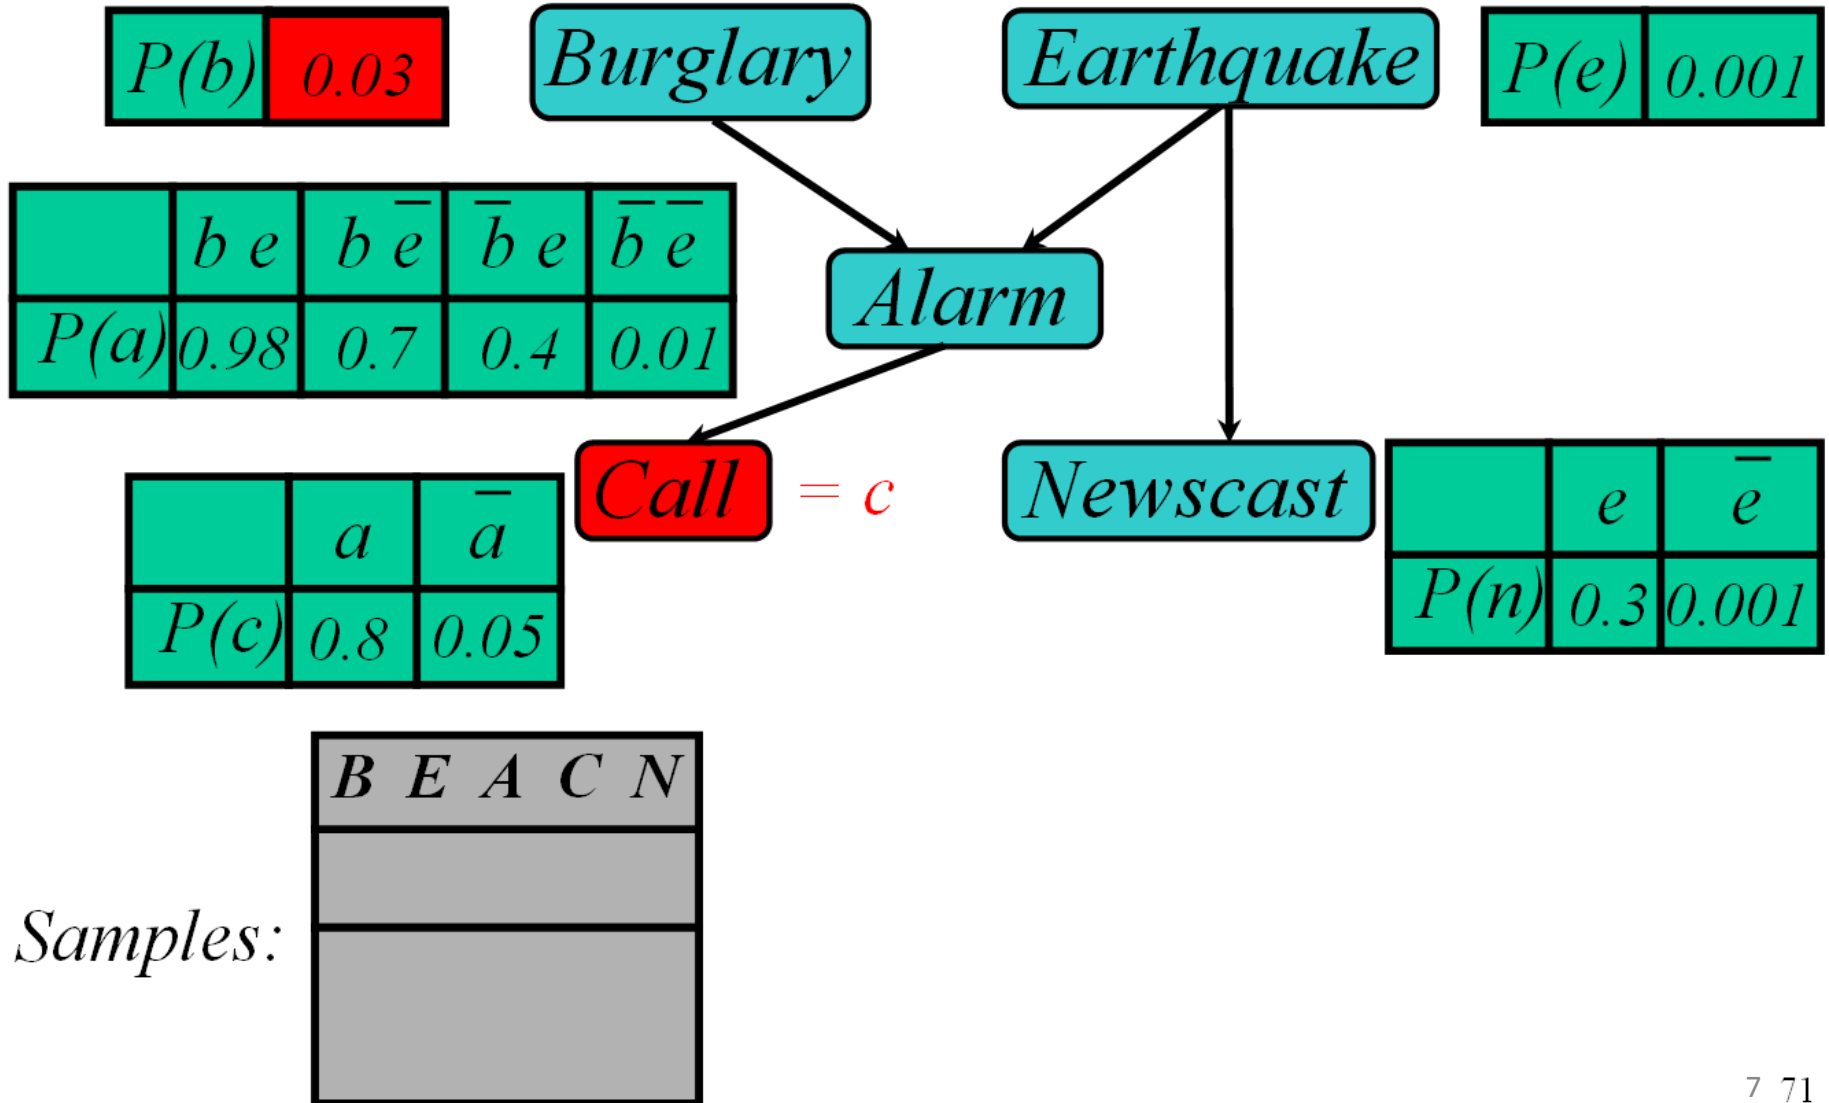 P(b) 0.03
Burglary
Earthquake
P(e) 0.001
b e b e̅ b̅ e b̅ e̅
P(a) 0.98 0.7 0.4 0.01
Alarm
Call = c
Newscast
a a̅
P(c) 0.8 0.05
e e̅
P(n) 0.3 0.001
B E A C N
Samples:
7 71